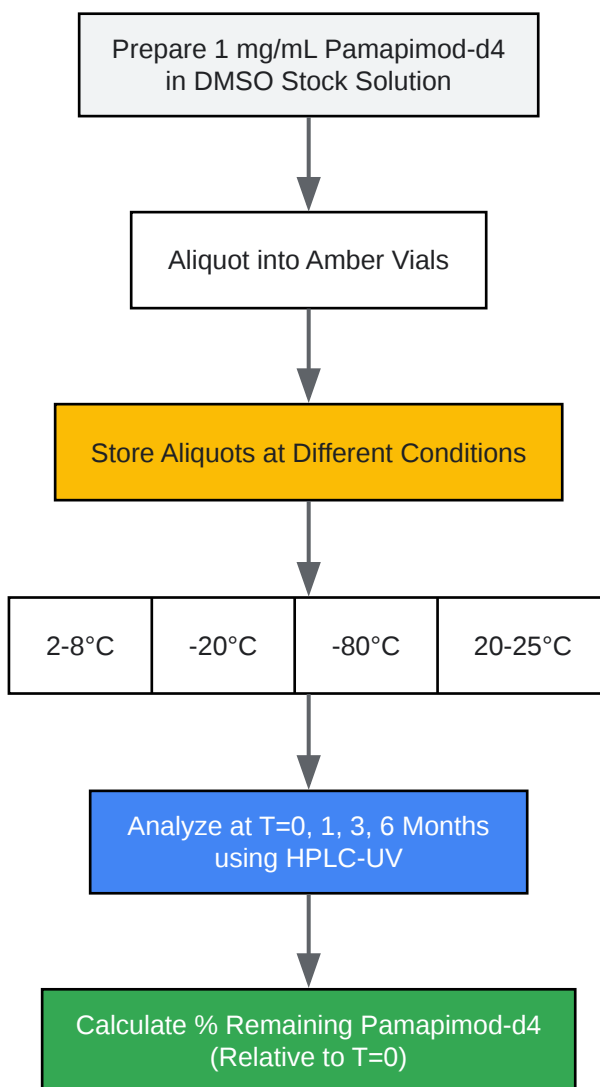 Prepare 1 mg/mL Pamapimod-d4
in DMSO Stock Solution
Aliquot into Amber Vials
Store Aliquots at Different Conditions
2-8°C -20°C -80°C 20-25°C
Analyze at T=0, 1, 3, 6 Months
using HPLC-UV
Calculate % Remaining Pamapimod-d4
(Relative to T=0)